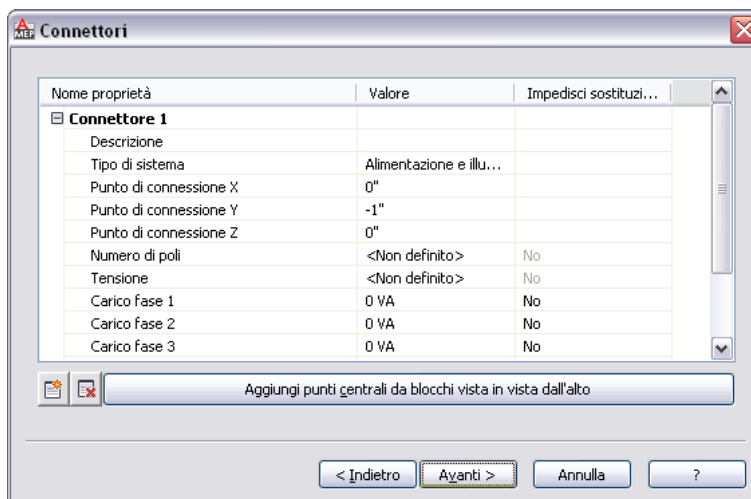 MEP Connettori
Nome proprietà Valore Impedisci sostituzi...
Connettore 1
Descrizione
Tipo di sistema Alimentazione e illu...
Punto di connessione X 0"
Punto di connessione Y -1"
Punto di connessione Z 0"
Numero di poli <Non definito> No
Tensione <Non definito> No
Carico fase 1 0 VA No
Carico fase 2 0 VA No
Carico fase 3 0 VA No
Aggiungi punti centrali da blocchi vista in vista dall'alto
< Indietro Avanti > Annulla ?